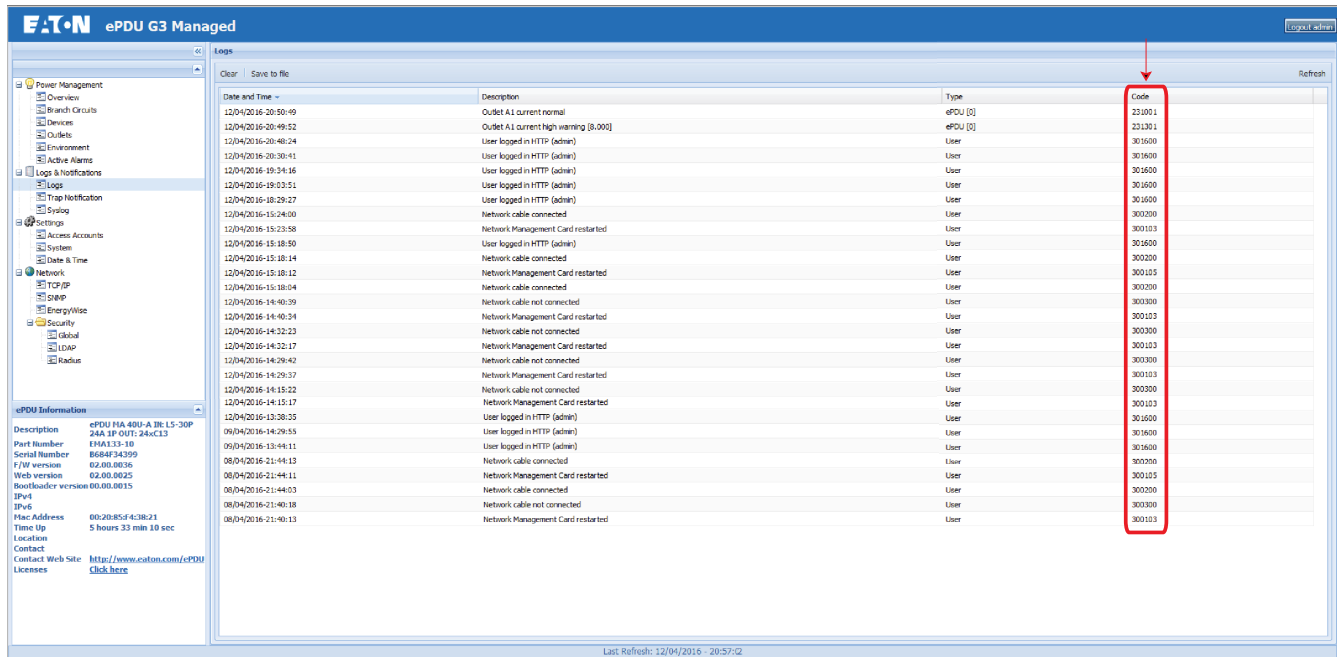 EATON ePDU G3 Managed
Logout admin
Logs
Clear Save to file Refresh
Power Management
Overview
Branch Circuits
Devices
Outlets
Environment
Active Alarms
Logs & Notifications
Logs
Trap Notification
Syslog
Settings
Access Accounts
System
Date & Time
Network
TCP/IP
SNMP
EnergyWise
Security
Global
LDAP
Radius
ePDU Information
Description ePDU MA 40U-A IN: L5-30P
24A 1P OUT: 24xC13
Part Number EMA133-10
Serial Number B684F34399
F/W version 02.00.0036
Web version 02.00.0025
Bootloader version 00.00.0015
IPv4
IPv6
Mac Address 00:20:85:F4:38:21
Time Up 5 hours 33 min 10 sec
Location
Contact
Contact Web Site http://www.eaton.com/ePDU
Licenses Click here
Date and Time Description Type Code
12/04/2016-20:50:49 Outlet A1 current normal ePDU [0] 231001
12/04/2016-20:49:52 Outlet A1 current high warning [8.000] ePDU [0] 231301
12/04/2016-20:48:24 User logged in HTTP (admin) User 301600
12/04/2016-20:30:41 User logged in HTTP (admin) User 301600
12/04/2016-19:34:16 User logged in HTTP (admin) User 301600
12/04/2016-19:03:51 User logged in HTTP (admin) User 301600
12/04/2016-18:29:27 User logged in HTTP (admin) User 301600
12/04/2016-15:24:00 Network cable connected User 300200
12/04/2016-15:23:58 Network Management Card restarted User 300103
12/04/2016-15:18:50 User logged in HTTP (admin) User 301600
12/04/2016-15:18:14 Network cable connected User 300200
12/04/2016-15:18:12 Network Management Card restarted User 300105
12/04/2016-15:18:04 Network cable connected User 300200
12/04/2016-14:40:39 Network cable not connected User 300300
12/04/2016-14:40:34 Network Management Card restarted User 300103
12/04/2016-14:32:23 Network cable not connected User 300300
12/04/2016-14:32:17 Network Management Card restarted User 300103
12/04/2016-14:29:42 Network cable not connected User 300300
12/04/2016-14:29:37 Network Management Card restarted User 300103
12/04/2016-14:15:22 Network cable not connected User 300300
12/04/2016-14:15:17 Network Management Card restarted User 300103
12/04/2016-13:38:35 User logged in HTTP (admin) User 301600
09/04/2016-14:29:55 User logged in HTTP (admin) User 301600
09/04/2016-13:44:11 User logged in HTTP (admin) User 301600
08/04/2016-21:44:13 Network cable connected User 300200
08/04/2016-21:44:11 Network Management Card restarted User 300105
08/04/2016-21:44:03 Network cable connected User 300200
08/04/2016-21:40:18 Network cable not connected User 300300
08/04/2016-21:40:13 Network Management Card restarted User 300103
Last Refresh: 12/04/2016 - 20:57:02